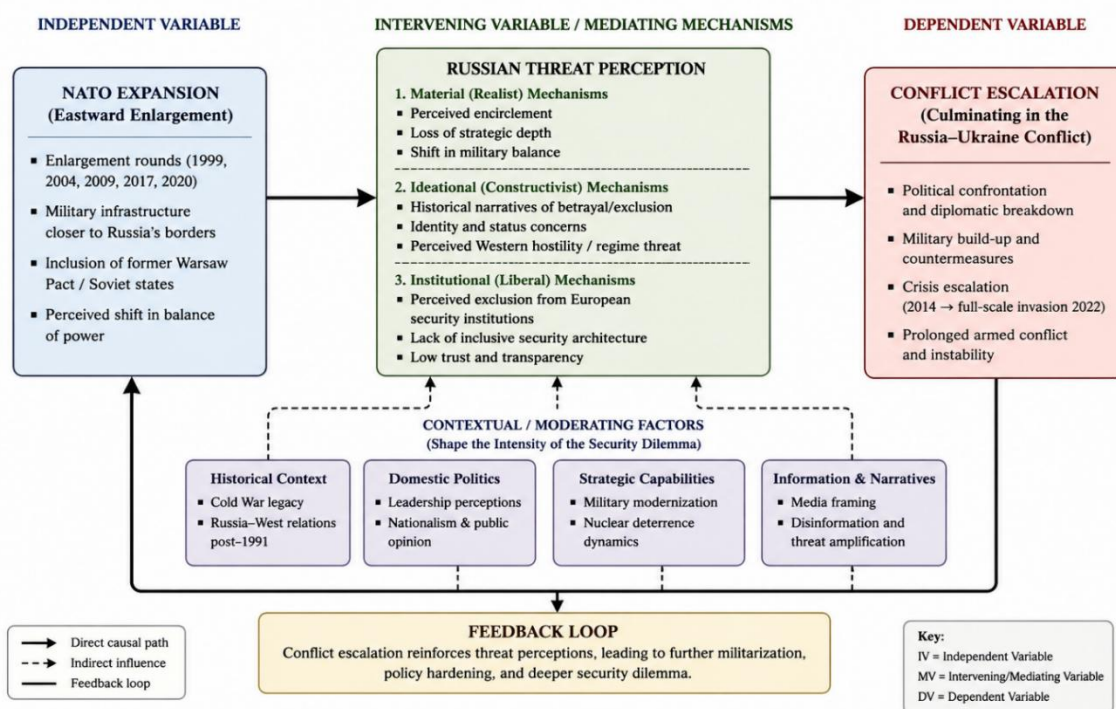 INDEPENDENT VARIABLE
INTERVENING VARIABLE / MEDIATING MECHANISMS
DEPENDENT VARIABLE
NATO EXPANSION
(Eastward Enlargement)
▪ Enlargement rounds (1999,
2004, 2009, 2017, 2020)
▪ Military infrastructure
closer to Russia's borders
▪ Inclusion of former Warsaw
Pact / Soviet states
▪ Perceived shift in balance
of power
RUSSIAN THREAT PERCEPTION
1. Material (Realist) Mechanisms
▪ Perceived encirclement
▪ Loss of strategic depth
▪ Shift in military balance
2. Ideational (Constructivist) Mechanisms
▪ Historical narratives of betrayal/exclusion
▪ Identity and status concerns
▪ Perceived Western hostility / regime threat
3. Institutional (Liberal) Mechanisms
▪ Perceived exclusion from European
security institutions
▪ Lack of inclusive security architecture
▪ Low trust and transparency
CONFLICT ESCALATION
(Culminating in the
Russia–Ukraine Conflict)
▪ Political confrontation
and diplomatic breakdown
▪ Military build-up and
countermeasures
▪ Crisis escalation
(2014 → full-scale invasion 2022)
▪ Prolonged armed conflict
and instability
CONTEXTUAL / MODERATING FACTORS
(Shape the Intensity of the Security Dilemma)
Historical Context
▪ Cold War legacy
▪ Russia–West relations
post–1991
Domestic Politics
▪ Leadership perceptions
▪ Nationalism & public
opinion
Strategic Capabilities
▪ Military modernization
▪ Nuclear deterrence
dynamics
Information & Narratives
▪ Media framing
▪ Disinformation and
threat amplification
FEEDBACK LOOP
Conflict escalation reinforces threat perceptions, leading to further militarization,
policy hardening, and deeper security dilemma.
Direct causal path
Indirect influence
Feedback loop
Key:
IV = Independent Variable
MV = Intervening/Mediating Variable
DV = Dependent Variable